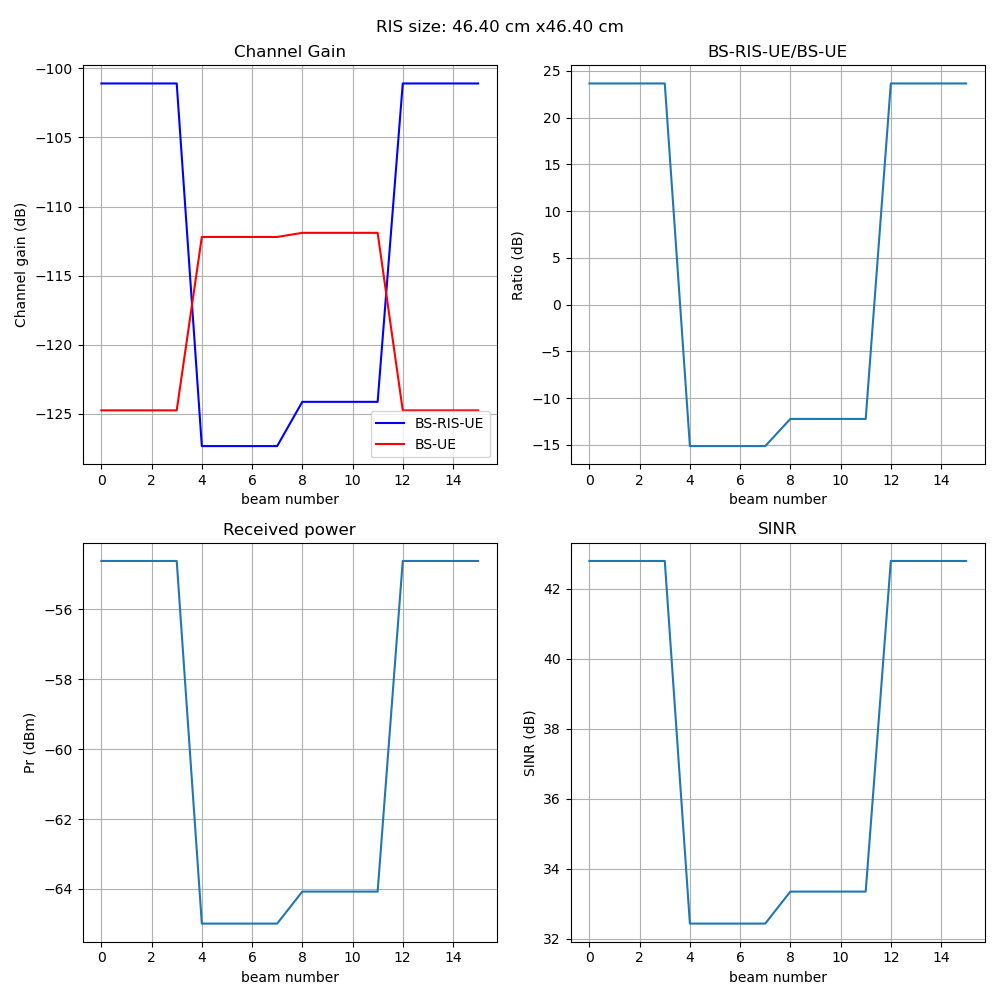 RIS size: 46.40 cm x46.40 cm
Channel Gain
−100
−105
−110
−115
−120
−125
Channel gain (dB)
BS-RIS-UE
BS-UE
0 2 4 6 8 10 12 14
beam number
BS-RIS-UE/BS-UE
25
20
15
10
5
0
−5
−10
−15
Ratio (dB)
0 2 4 6 8 10 12 14
beam number
Received power
−56
−58
−60
−62
−64
Pr (dBm)
0 2 4 6 8 10 12 14
beam number
SINR
42
40
38
36
34
32
SINR (dB)
0 2 4 6 8 10 12 14
beam number